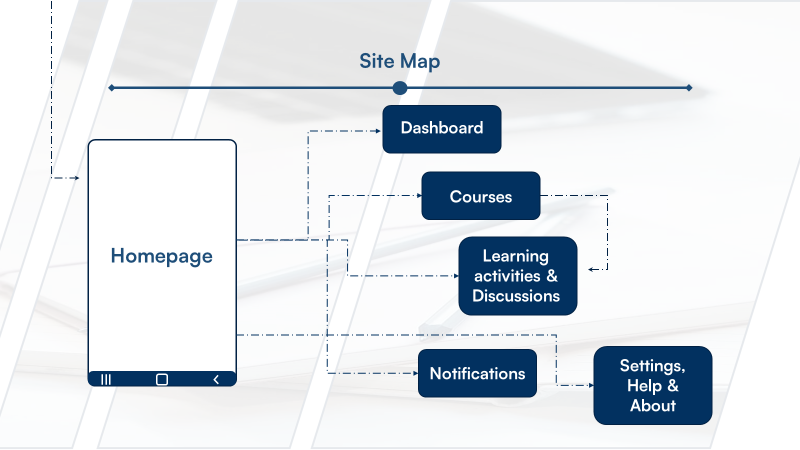 Site Map
Dashboard
Courses
Homepage
Learning
activities &
Discussions
Notifications
Settings,
Help &
About